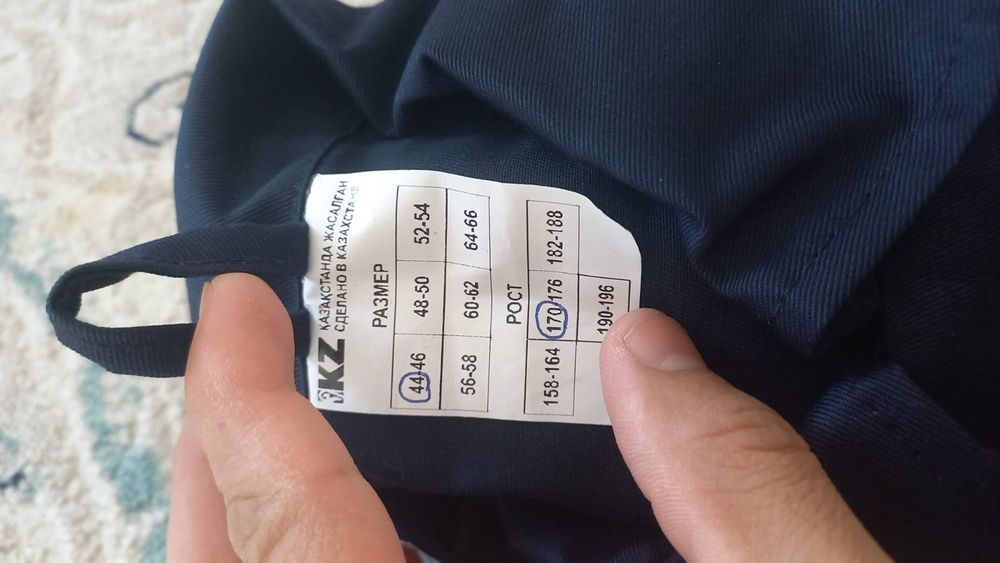 KZ
ҚАЗАҚСТАНДА ЖАСАЛҒАН
СДЕЛАНО В КАЗАХСТАНЕ
РАЗМЕР
44-46 48-50 52-54
56-58 60-62 64-66
РОСТ
158-164 170-176 182-188
190-196